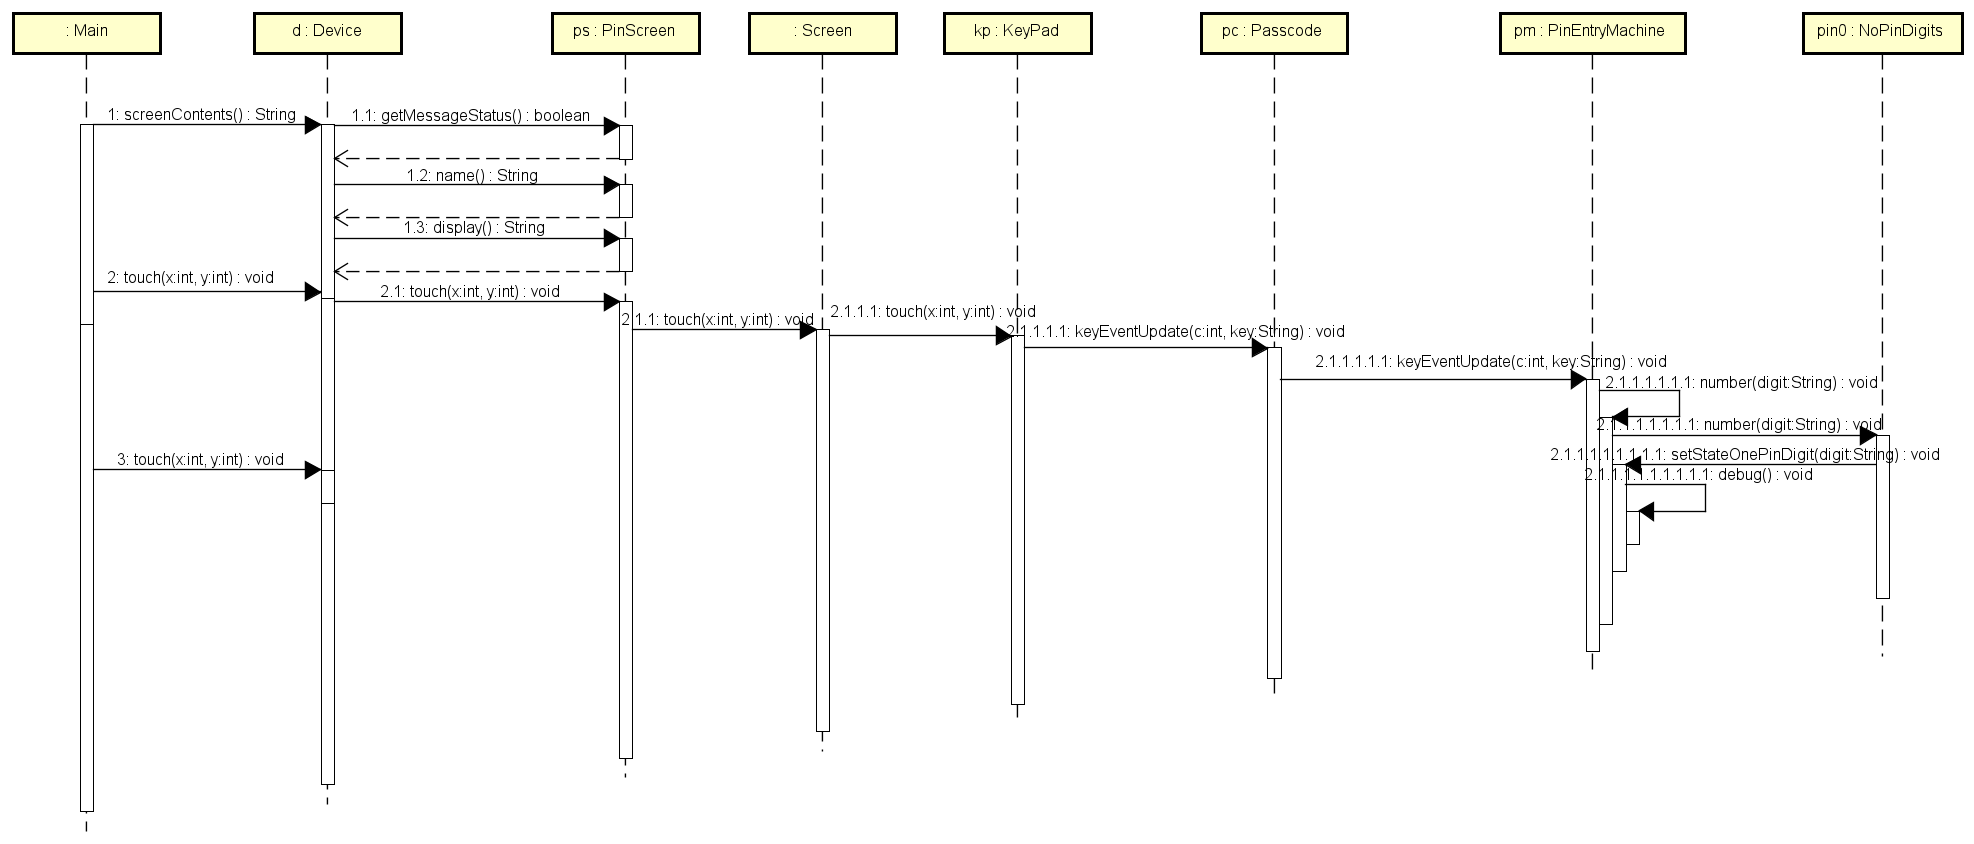 : Main
d : Device
ps : PinScreen
: Screen
kp : KeyPad
pc : Passcode
pm : PinEntryMachine
pin0 : NoPinDigits
1: screenContents() : String
1.1: getMessageStatus() : boolean
1.2: name() : String
1.3: display() : String
2: touch(x:int, y:int) : void
2.1: touch(x:int, y:int) : void
2.1.1: touch(x:int, y:int) : void
2.1.1.1: touch(x:int, y:int) : void
2.1.1.1.1: keyEventUpdate(c:int, key:String) : void
2.1.1.1.1.1: keyEventUpdate(c:int, key:String) : void
2.1.1.1.1.1.1: number(digit:String) : void
2.1.1.1.1.1.1.1: number(digit:String) : void
2.1.1.1.1.1.1.1.1: setStateOnePinDigit(digit:String) : void
2.1.1.1.1.1.1.1.1.1: debug() : void
3: touch(x:int, y:int) : void